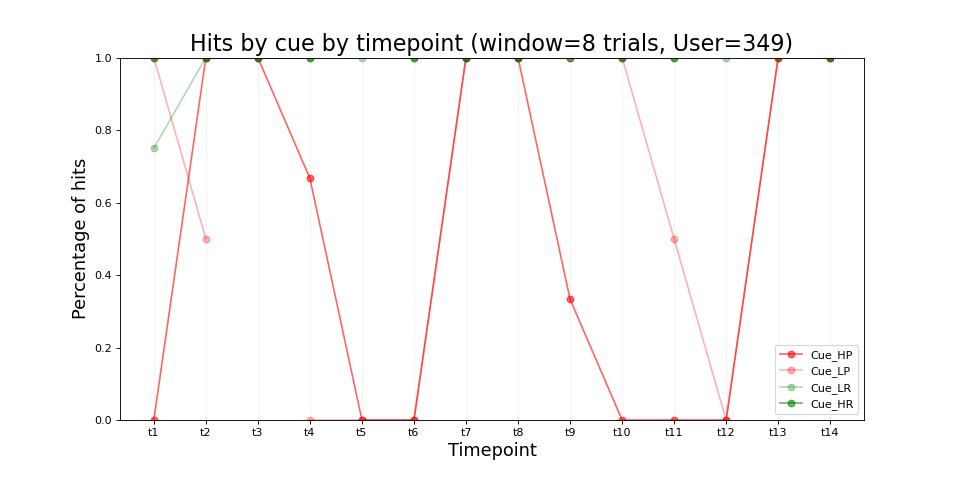 Hits by cue by timepoint (window=8 trials, User=349)
Percentage of hits
1.0
0.8
0.6
0.4
0.2
0.0
t1 t2 t3 t4 t5 t6 t7 t8 t9 t10 t11 t12 t13 t14
Timepoint
Cue_HP
Cue_LP
Cue_LR
Cue_HR